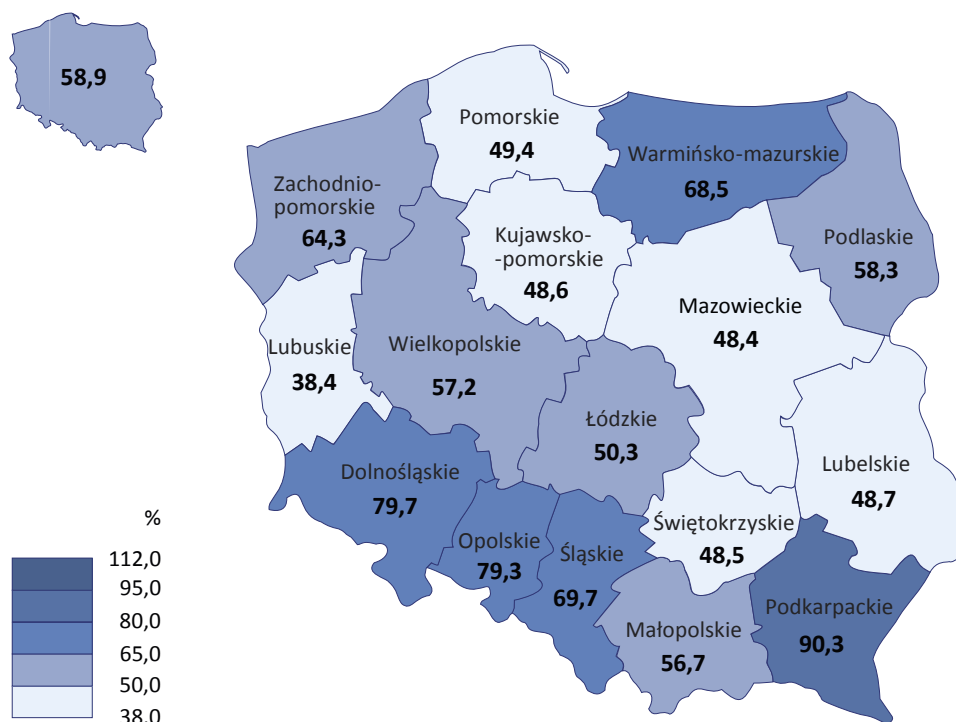 58,9
Pomorskie
49,4
Warmińsko-mazurskie
68,5
Zachodnio-
pomorskie
64,3
Kujawsko-
-pomorskie
48,6
Podlaskie
58,3
Mazowieckie
48,4
Lubuskie
38,4
Wielkopolskie
57,2
Łódzkie
50,3
Dolnośląskie
79,7
Lubelskie
48,7
Opolskie
79,3
Śląskie
69,7
Świętokrzyskie
48,5
Małopolskie
56,7
Podkarpackie
90,3
%
112,0
95,0
80,0
65,0
50,0
38,0